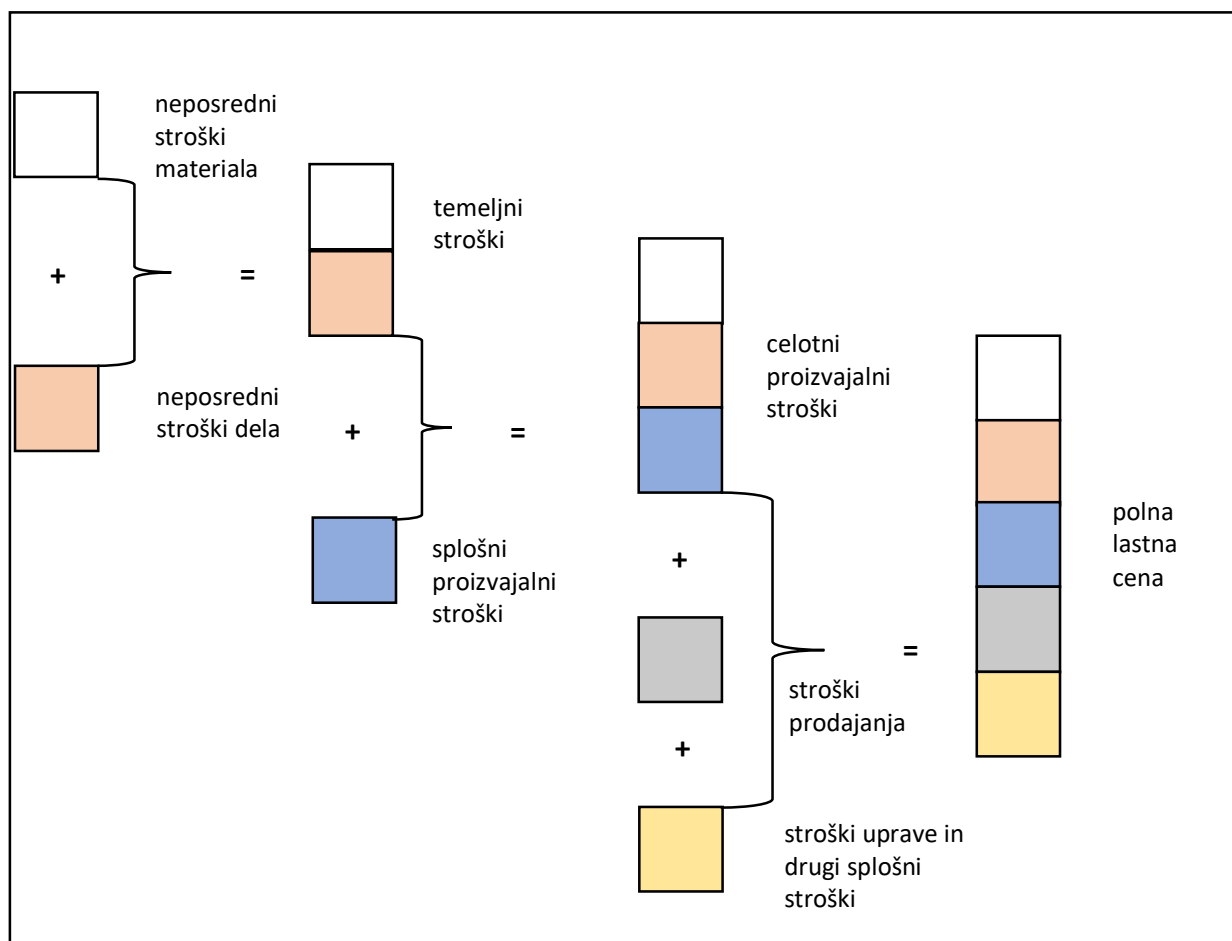 neposredni
stroški
materiala
+
=
neposredni
stroški dela
temeljni
stroški
+
=
splošni
proizvajalni
stroški
celotni
proizvajalni
stroški
+
stroški
prodajanja
+
=
stroški uprave in
drugi splošni
stroški
polna
lastna
cena